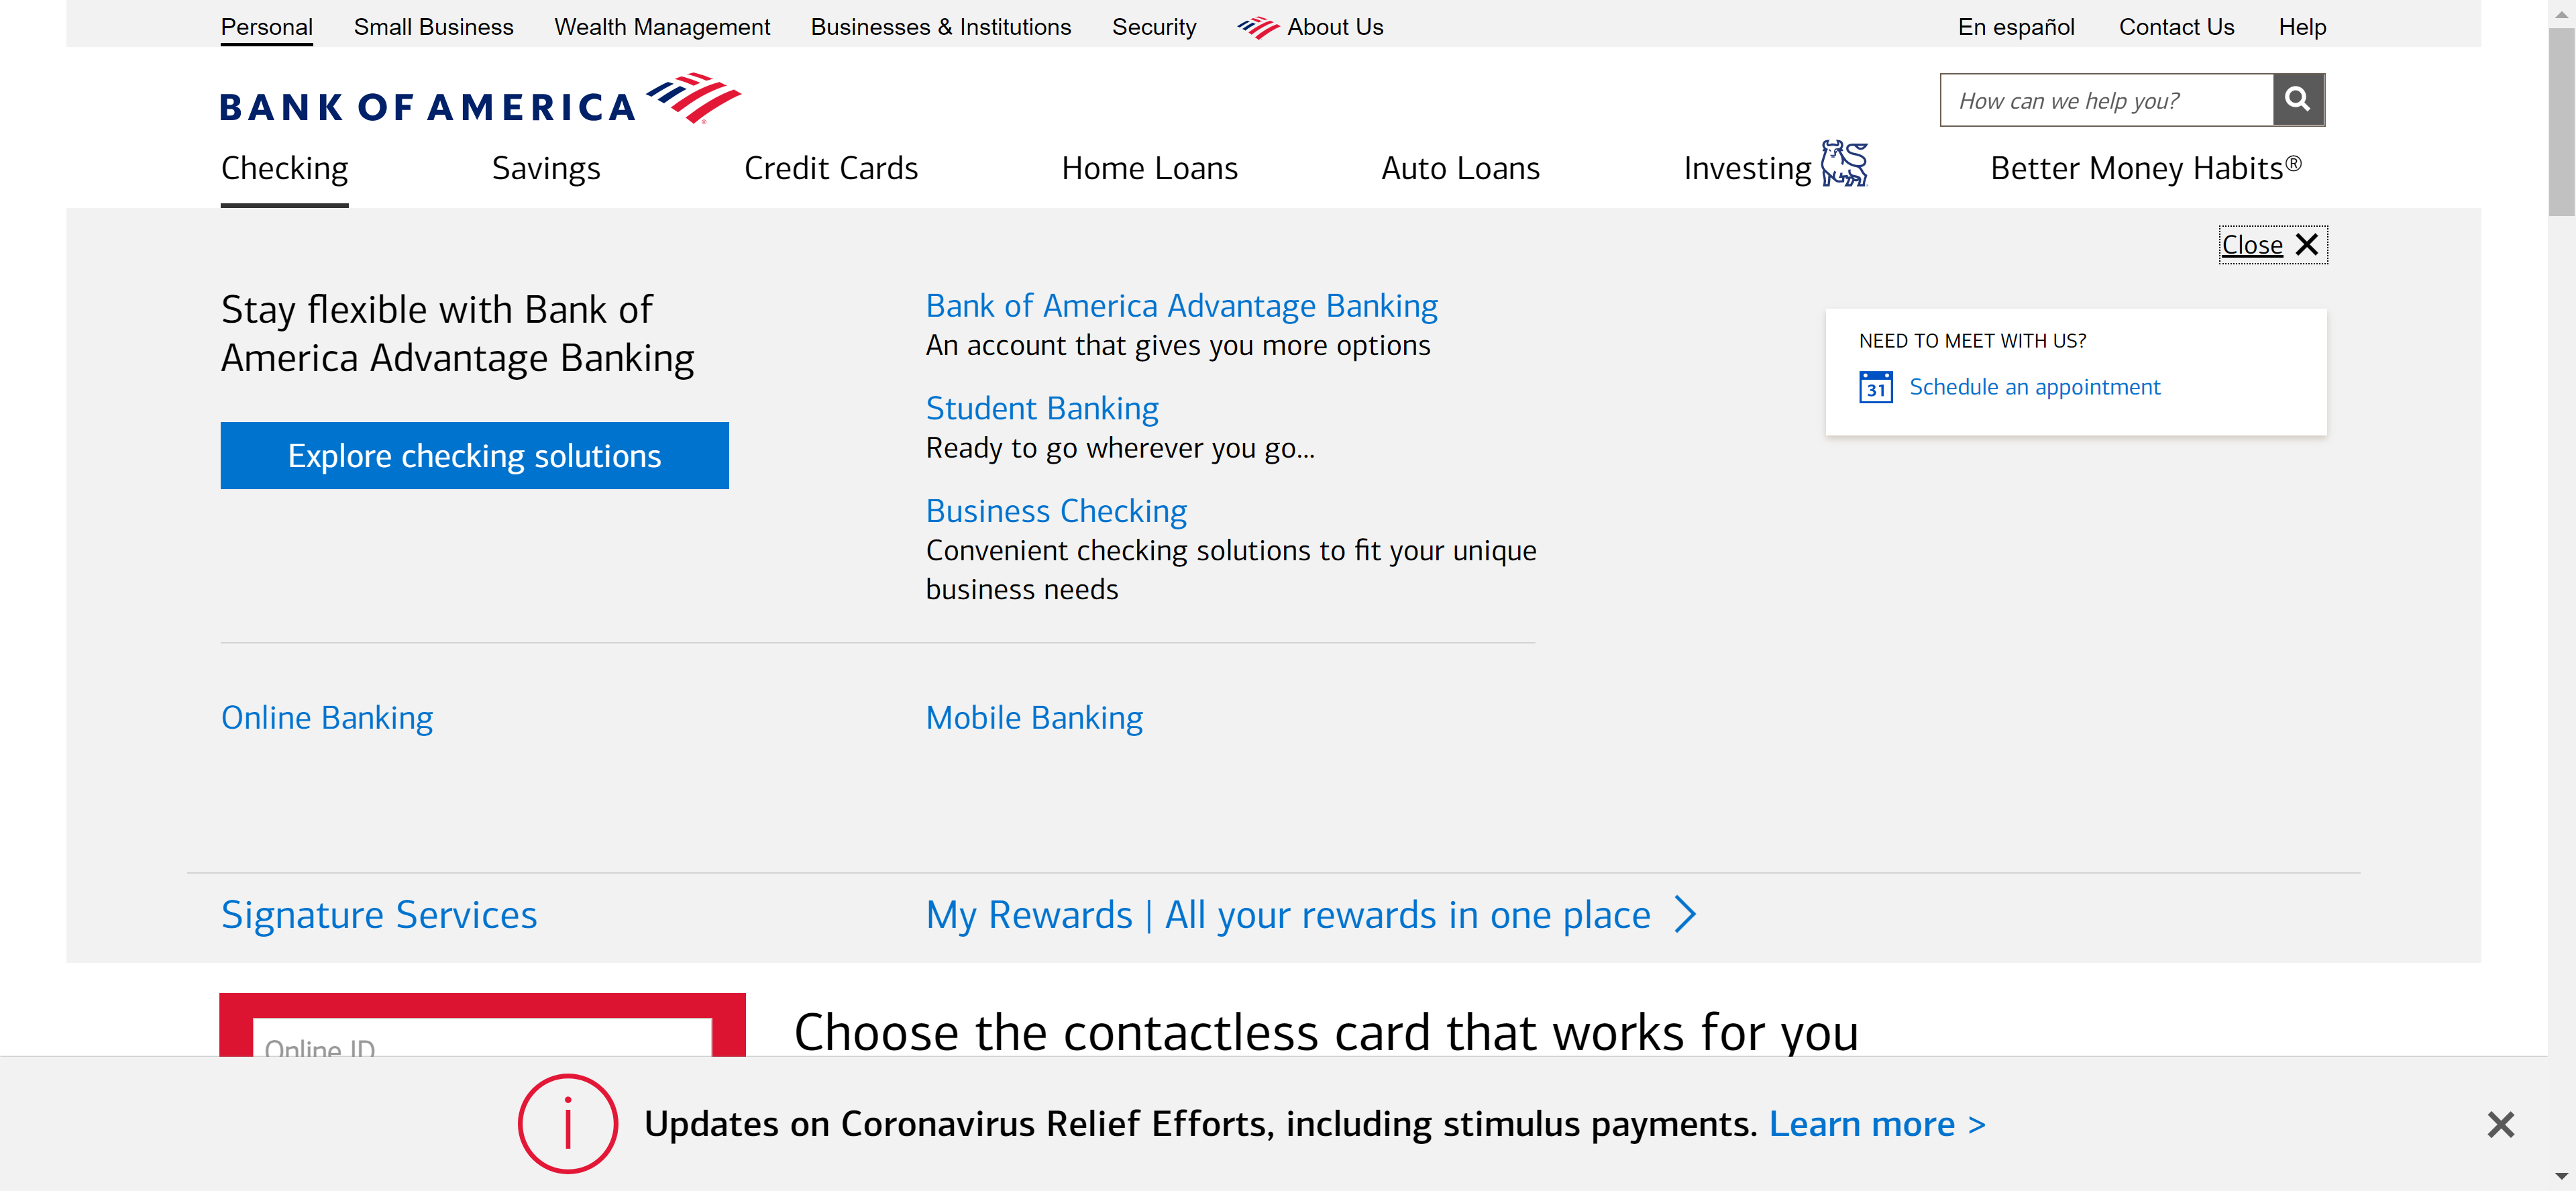 Personal Small Business Wealth Management Businesses & Institutions Security About Us En español Contact Us Help
BANK OF AMERICA
How can we help you?
Checking Savings Credit Cards Home Loans Auto Loans Investing Better Money Habits®
Close
Stay flexible with Bank of
America Advantage Banking
Explore checking solutions
Bank of America Advantage Banking
An account that gives you more options
Student Banking
Ready to go wherever you go...
Business Checking
Convenient checking solutions to fit your unique
business needs
NEED TO MEET WITH US?
31 Schedule an appointment
Online Banking Mobile Banking
Signature Services My Rewards | All your rewards in one place
Online ID
Choose the contactless card that works for you
Updates on Coronavirus Relief Efforts, including stimulus payments. Learn more >